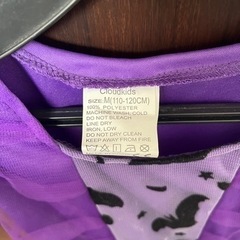 Cloudkids
SIZE: M(110-120CM)
100% POLYESTER
MACHINE WASH, COLD
DO NOT BLEACH
LINE DRY
IRON, LOW
DO NOT DRY CLEAN
KEEP AWAY FROM FIRE